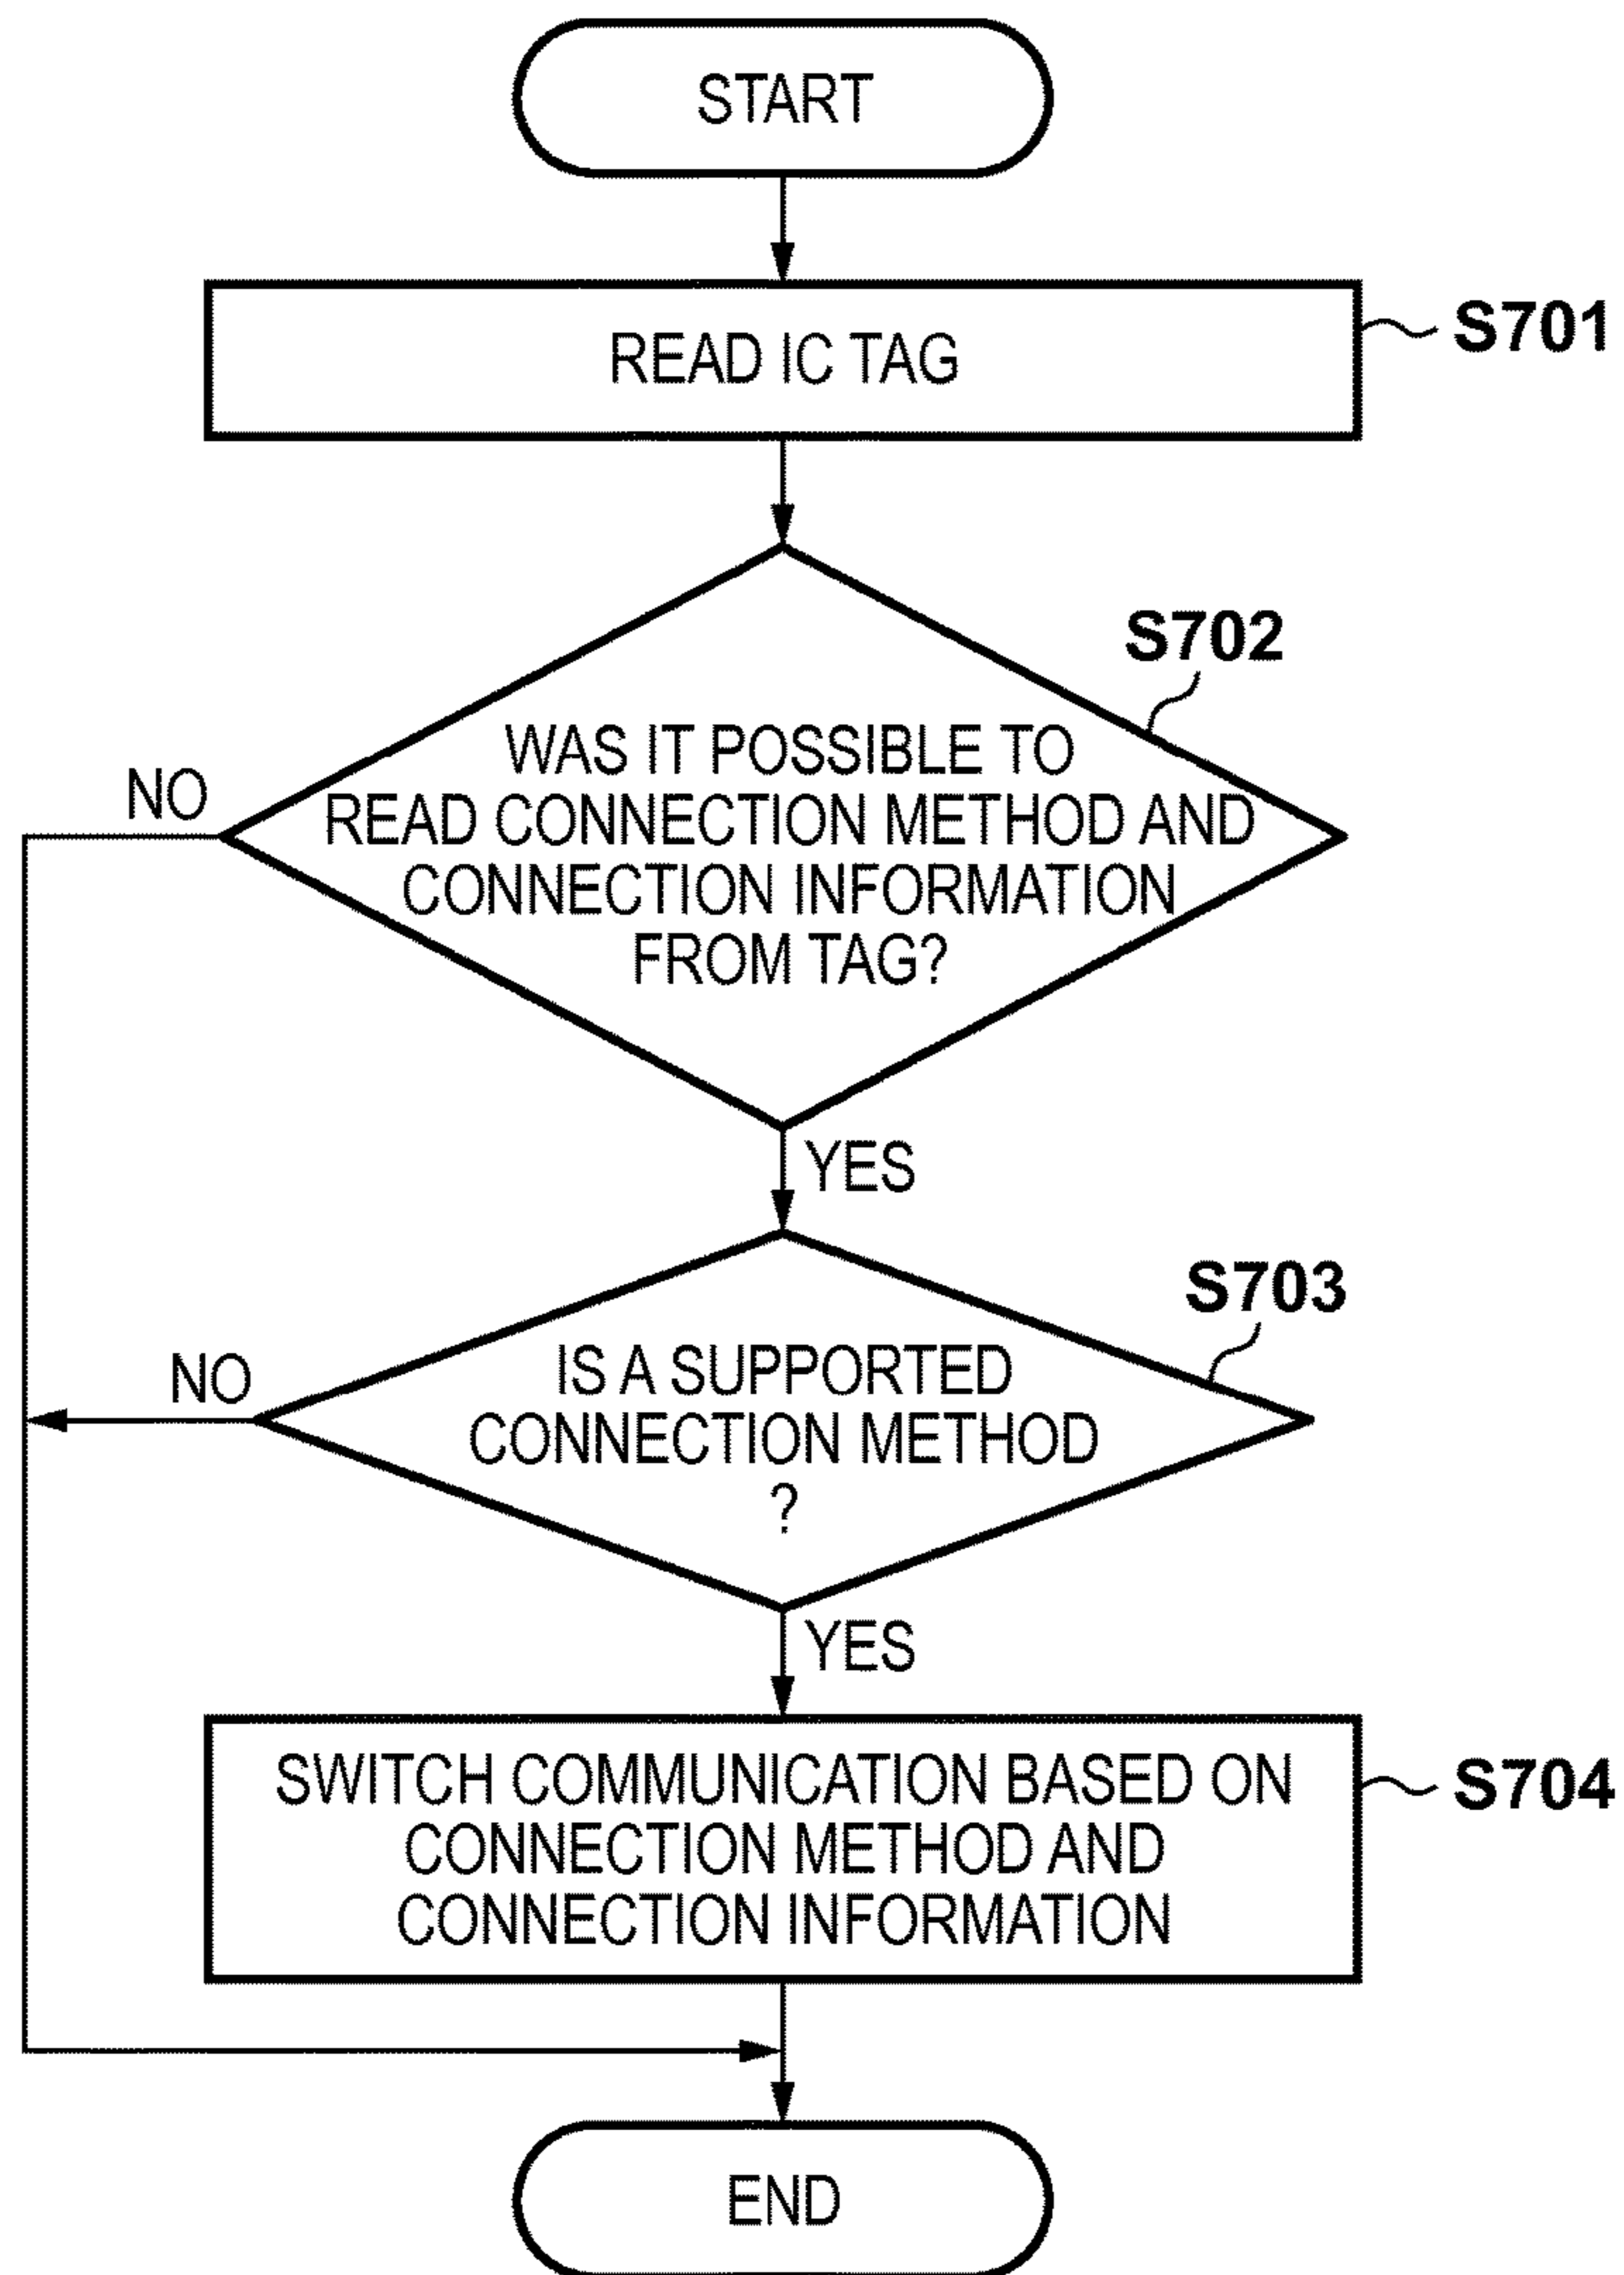 START
READ IC TAG
S701
S702
WAS IT POSSIBLE TO
READ CONNECTION METHOD AND
CONNECTION INFORMATION
FROM TAG?
NO
YES
S703
IS A SUPPORTED
CONNECTION METHOD
?
NO
YES
SWITCH COMMUNICATION BASED ON
CONNECTION METHOD AND
CONNECTION INFORMATION
S704
END